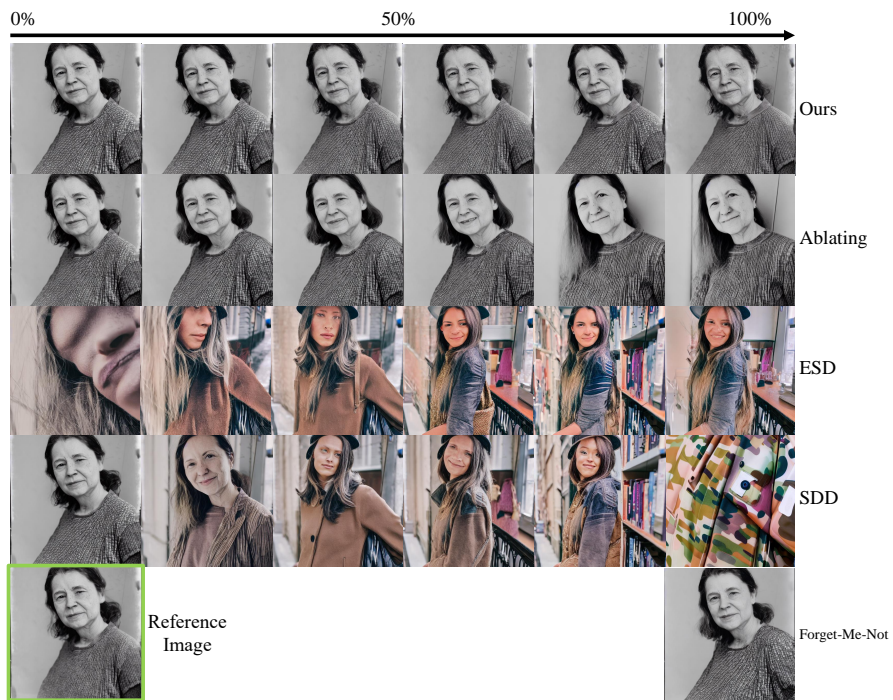 0%
50%
100%
Ours
Ablating
ESD
SDD
Reference
Image
Forget-Me-Not